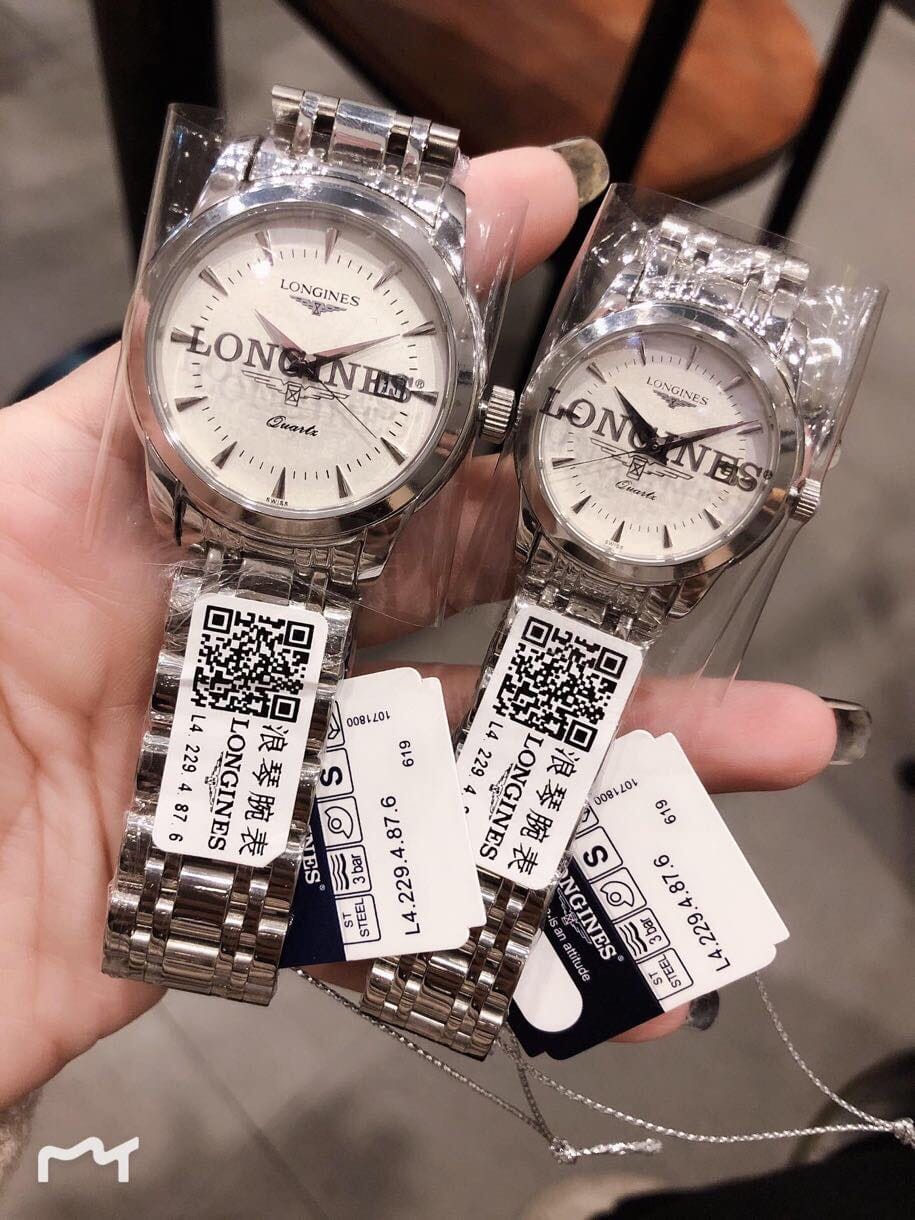 LONGINES
LONGINES®
Quartz
SWISS
浪琴腕表
LONGINES
L4.229.4.87.6
1071800
619
S
3 bar
ST
STEEL
L4.229.4.87.6
LONGINES
LONGINES®
Quartz
SWISS
浪琴腕表
LONGINES
L4.229.4
1071800
619
S
3 bar
ST
STEEL
L4.229.4.87.6
LONGINES®
is an attitude